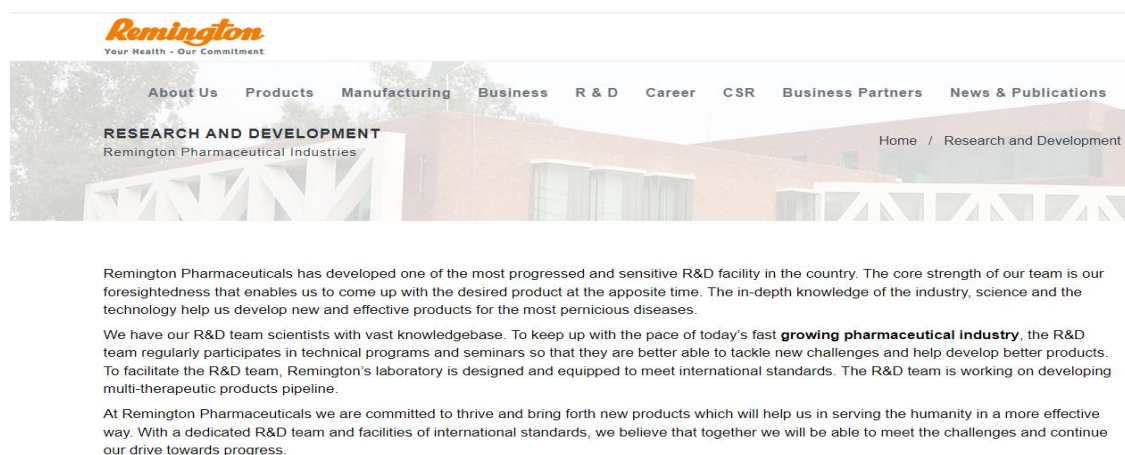 Remington
Your Health - Our Commitment
About Us Products Manufacturing Business R & D Career CSR Business Partners News & Publications
RESEARCH AND DEVELOPMENT
Remington Pharmaceutical Industries
Home / Research and Development
Remington Pharmaceuticals has developed one of the most progressed and sensitive R&D facility in the country. The core strength of our team is our
foresightedness that enables us to come up with the desired product at the apposite time. The in-depth knowledge of the industry, science and the
technology help us develop new and effective products for the most pernicious diseases.
We have our R&D team scientists with vast knowledgebase. To keep up with the pace of today's fast growing pharmaceutical industry, the R&D
team regularly participates in technical programs and seminars so that they are better able to tackle new challenges and help develop better products.
To facilitate the R&D team, Remington's laboratory is designed and equipped to meet international standards. The R&D team is working on developing
multi-therapeutic products pipeline.
At Remington Pharmaceuticals we are committed to thrive and bring forth new products which will help us in serving the humanity in a more effective
way. With a dedicated R&D team and facilities of international standards, we believe that together we will be able to meet the challenges and continue
our drive towards progress.